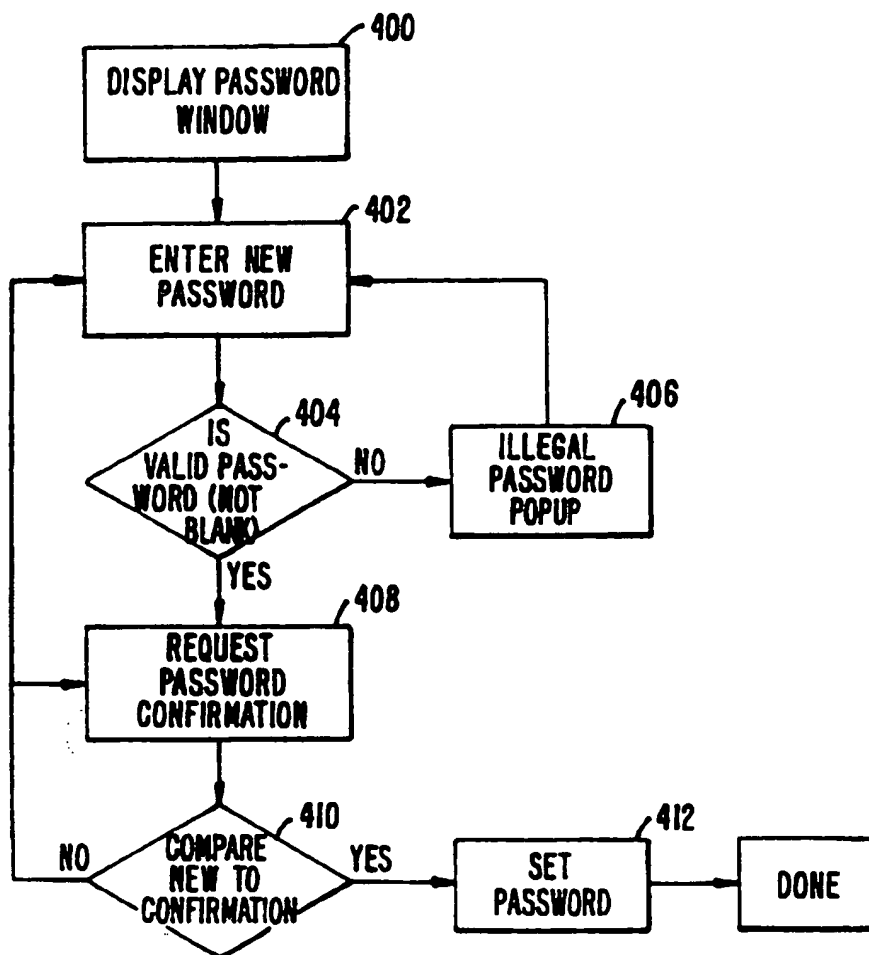 400
DISPLAY PASSWORD
WINDOW
402
ENTER NEW
PASSWORD
404
IS
VALID PASS-
WORD (NOT
BLANK)
NO
406
ILLEGAL
PASSWORD
POPUP
YES
408
REQUEST
PASSWORD
CONFIRMATION
410
NO
COMPARE
NEW TO
CONFIRMATION
YES
412
SET
PASSWORD
DONE